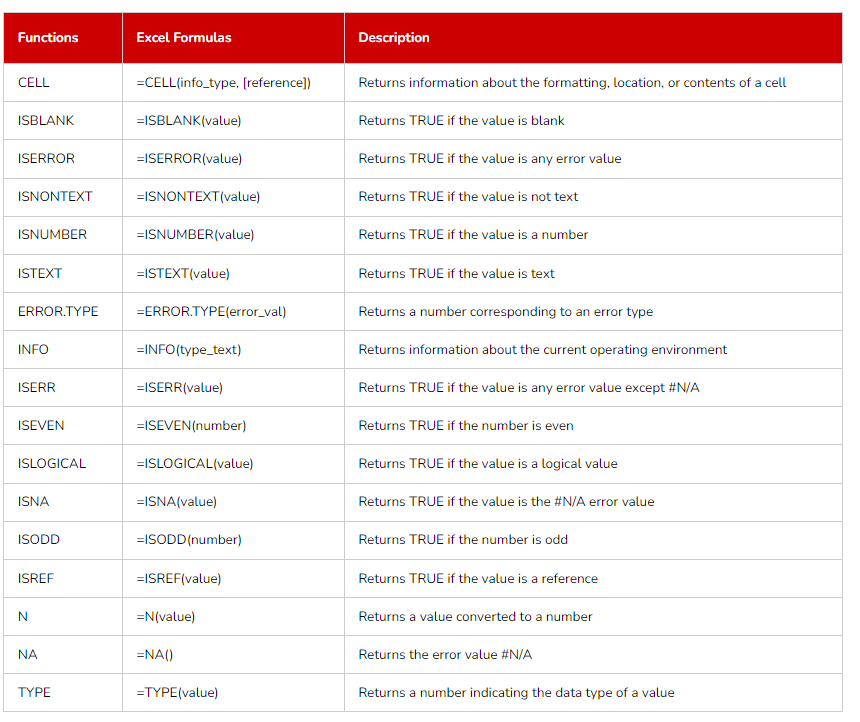 Functions Excel Formulas Description
CELL =CELL(info_type, [reference]) Returns information about the formatting, location, or contents of a cell
ISBLANK =ISBLANK(value) Returns TRUE if the value is blank
ISERROR =ISERROR(value) Returns TRUE if the value is any error value
ISNONTEXT =ISNONTEXT(value) Returns TRUE if the value is not text
ISNUMBER =ISNUMBER(value) Returns TRUE if the value is a number
ISTEXT =ISTEXT(value) Returns TRUE if the value is text
ERROR.TYPE =ERROR.TYPE(error_val) Returns a number corresponding to an error type
INFO =INFO(type_text) Returns information about the current operating environment
ISERR =ISERR(value) Returns TRUE if the value is any error value except #N/A
ISEVEN =ISEVEN(number) Returns TRUE if the number is even
ISLOGICAL =ISLOGICAL(value) Returns TRUE if the value is a logical value
ISNA =ISNA(value) Returns TRUE if the value is the #N/A error value
ISODD =ISODD(number) Returns TRUE if the number is odd
ISREF =ISREF(value) Returns TRUE if the value is a reference
N =N(value) Returns a value converted to a number
NA =NA() Returns the error value #N/A
TYPE =TYPE(value) Returns a number indicating the data type of a value